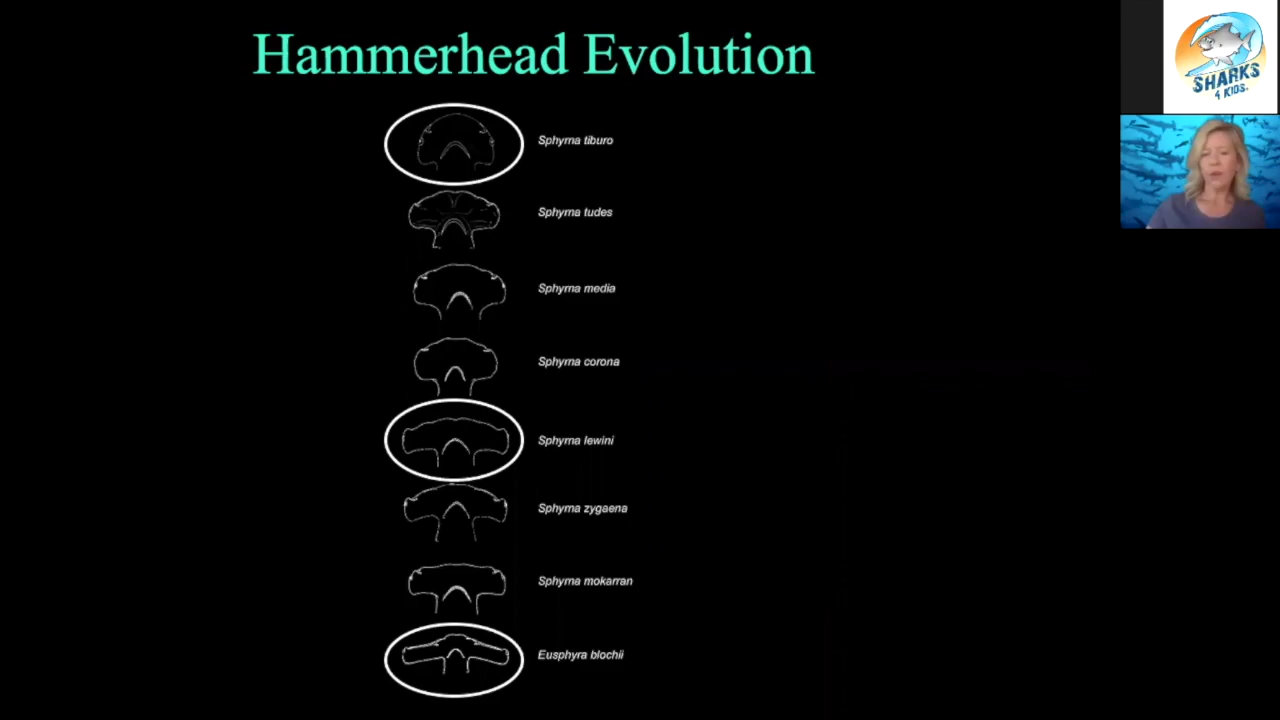 Hammerhead Evolution
Sphyrna tiburo
Sphyrna tudes
Sphyrna media
Sphyrna corona
Sphyrna lewini
Sphyrna zygaena
Sphyrna mokarran
Eusphyra blochii
SHARKS
4 KIDS